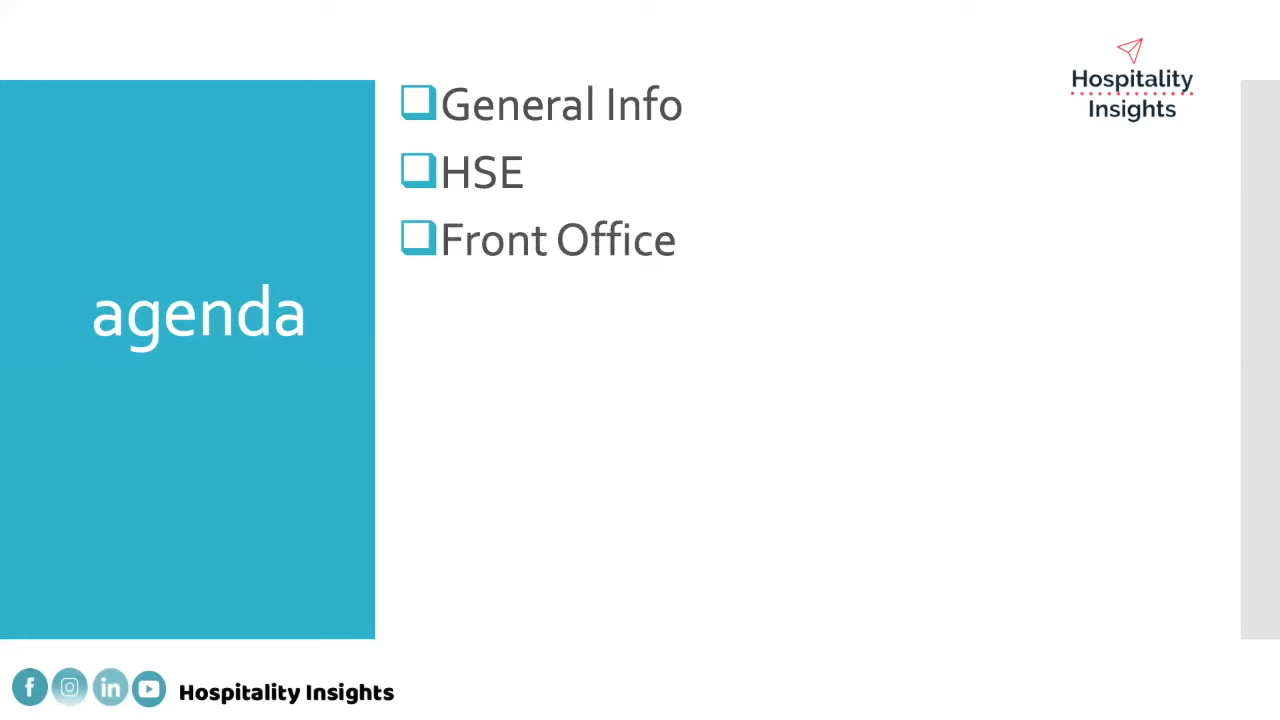 Hospitality
Insights
agenda
General Info
HSE
Front Office
Hospitality Insights